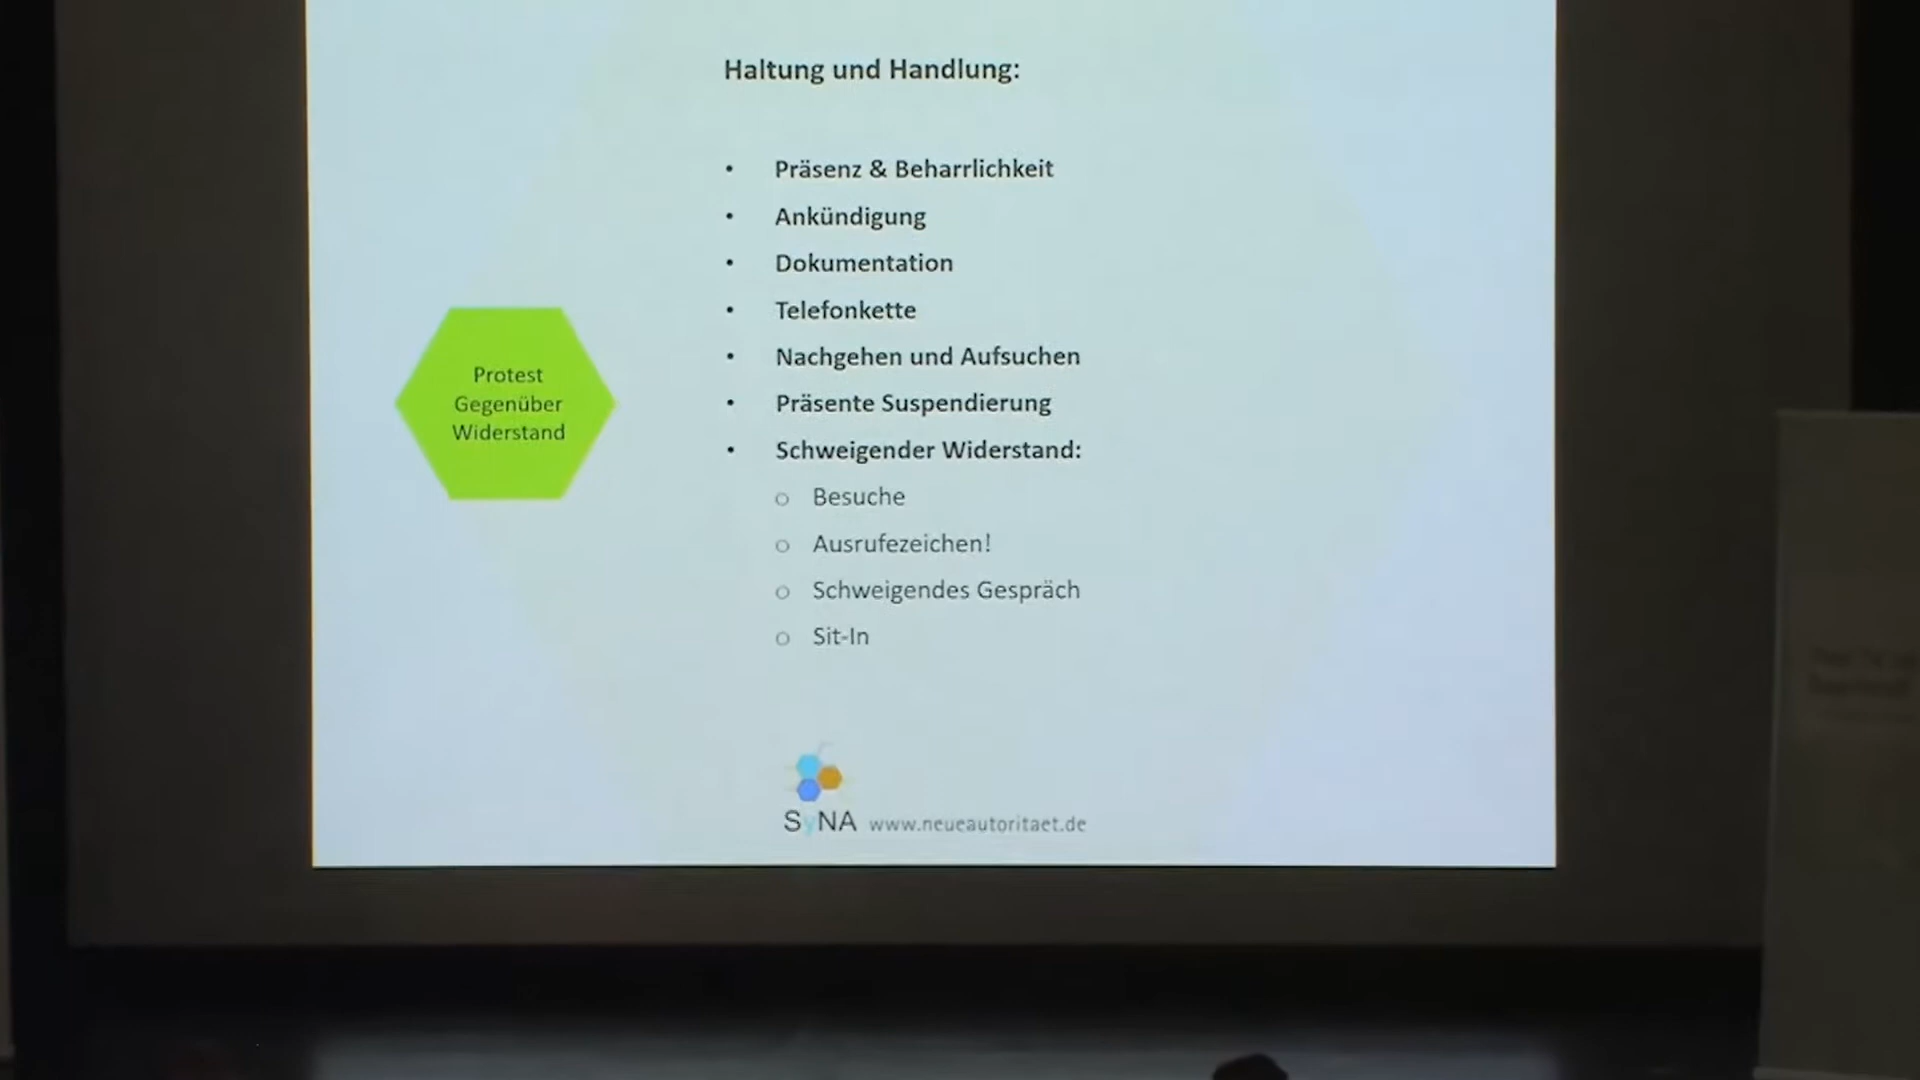 Haltung und Handlung:
• Präsenz & Beharrlichkeit
• Ankündigung
• Dokumentation
• Telefonkette
• Nachgehen und Aufsuchen
• Präsente Suspendierung
• Schweigender Widerstand:
o Besuche
o Ausrufezeichen!
o Schweigendes Gespräch
o Sit-In
Protest
Gegenüber
Widerstand
SyNA www.neueautoritaet.de